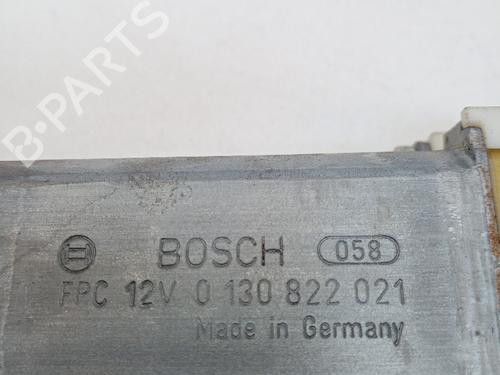 B-PARTS
BOSCH 058
FPC 12V 0 130 822 021
Made in Germany